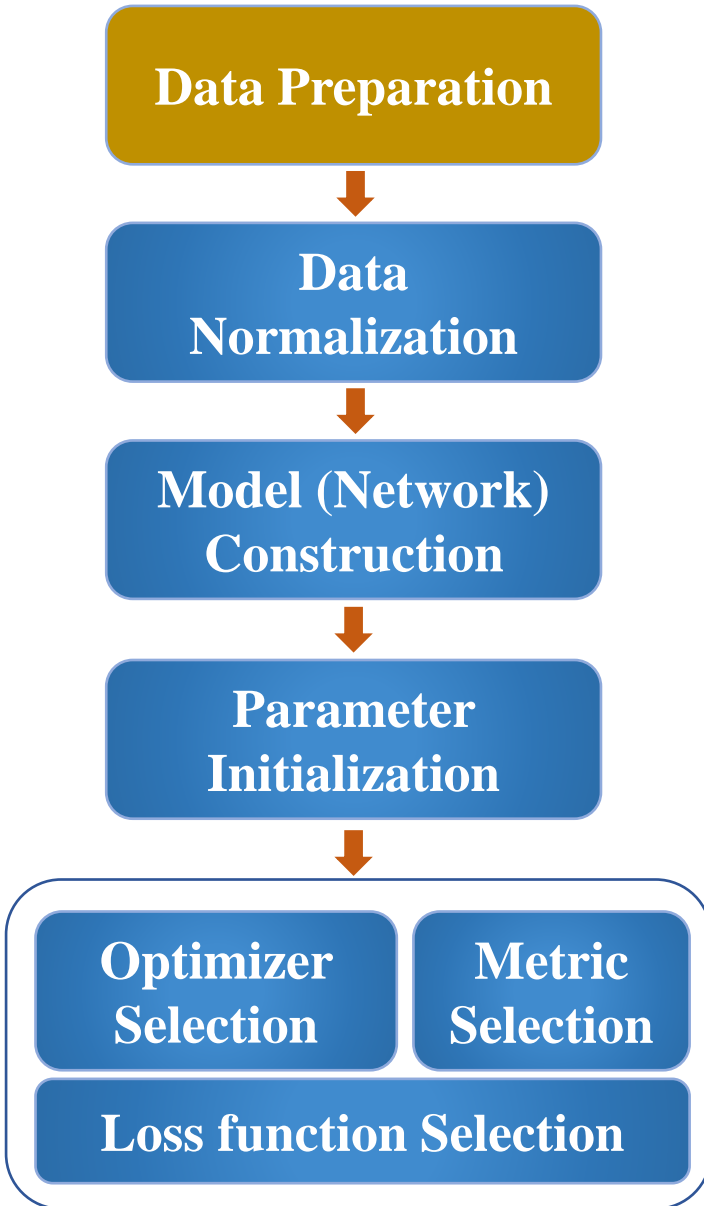 Data Preparation
Data
Normalization
Model (Network)
Construction
Parameter
Initialization
Optimizer
Selection
Metric
Selection
Loss function Selection